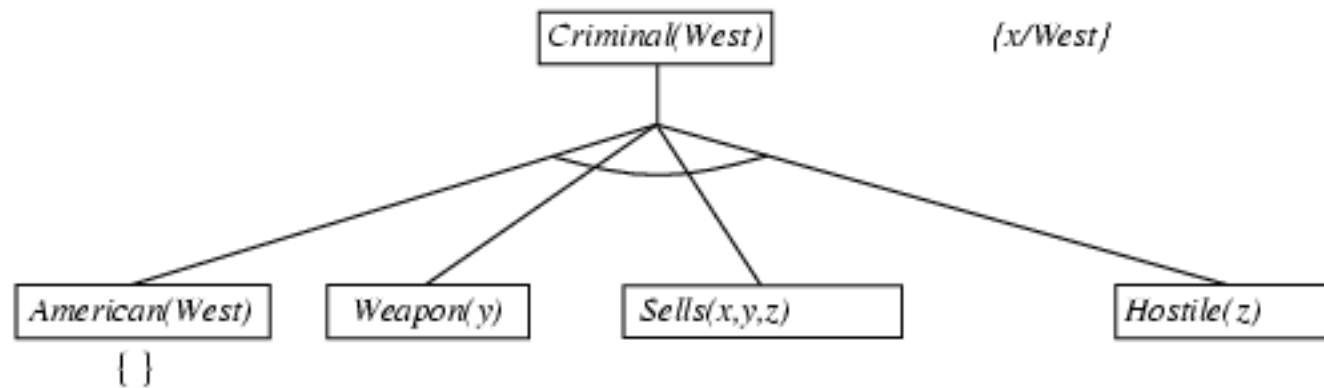 Criminal(West) {x/West}
American(West) Weapon(y) Sells(x,y,z) Hostile(z)
{ }